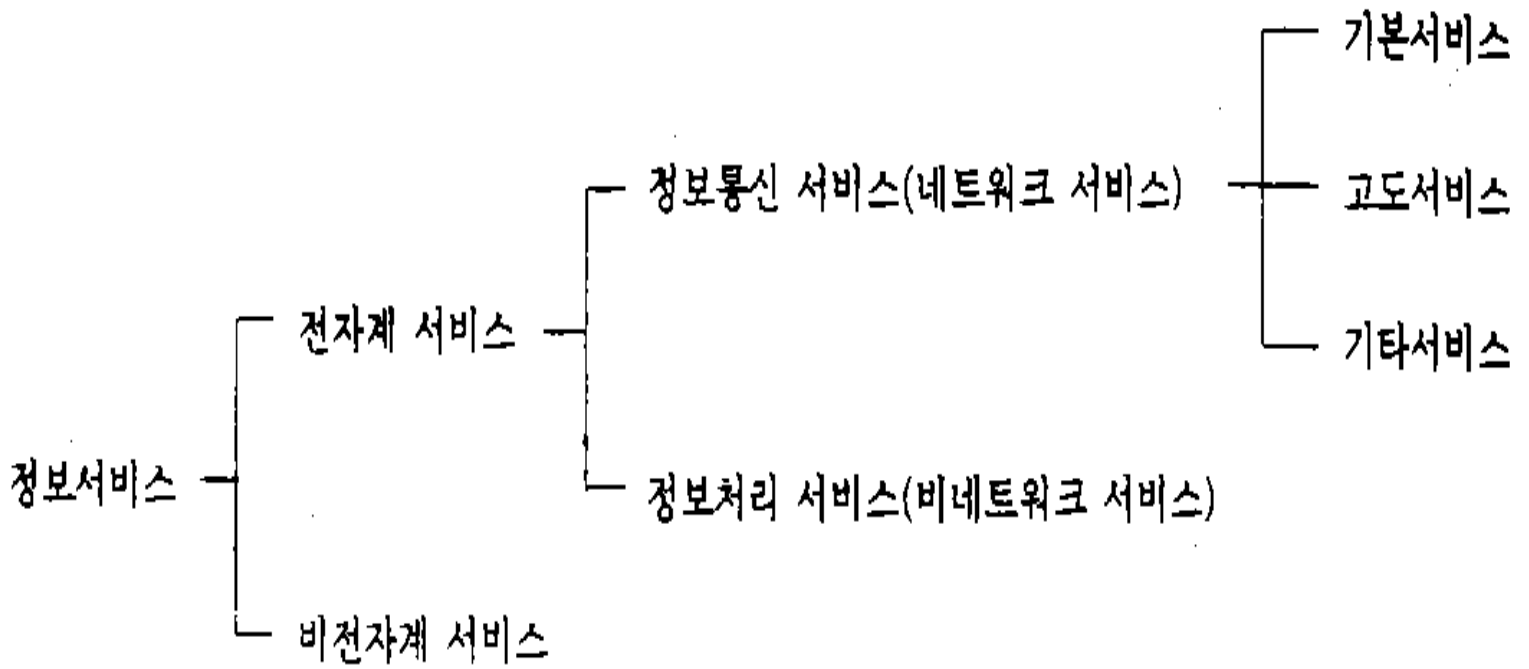 기본서비스
정보통신 서비스(네트워크 서비스)
고도서비스
전자계 서비스
기타서비스
정보서비스
정보처리 서비스(비네트워크 서비스)
비전자계 서비스